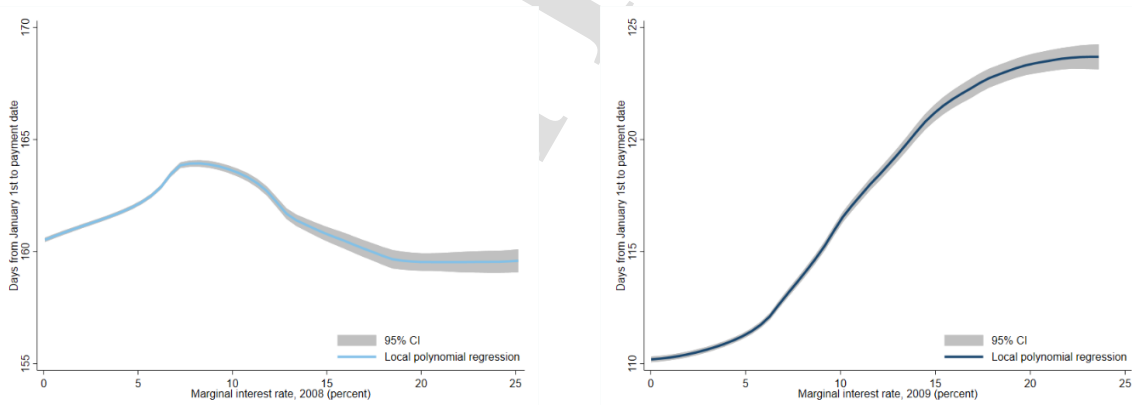 Days from January 1st to payment date
170
165
160
155
95% CI
Local polynomial regression
0 5 10 15 20 25
Marginal interest rate, 2008 (percent)
Days from January 1st to payment date
125
120
115
110
95% CI
Local polynomial regression
0 5 10 15 20 25
Marginal interest rate, 2009 (percent)